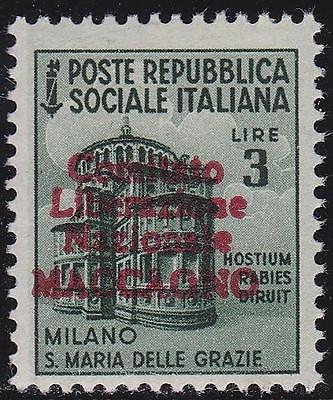 POSTE REPUBBLICA
SOCIALE ITALIANA
LIRE
3
Comitato
Liberazione
Nazionale
MACCAGNO
HOSTIUM
RABIES
DIRUIT
MILANO
S. MARIA DELLE GRAZIE